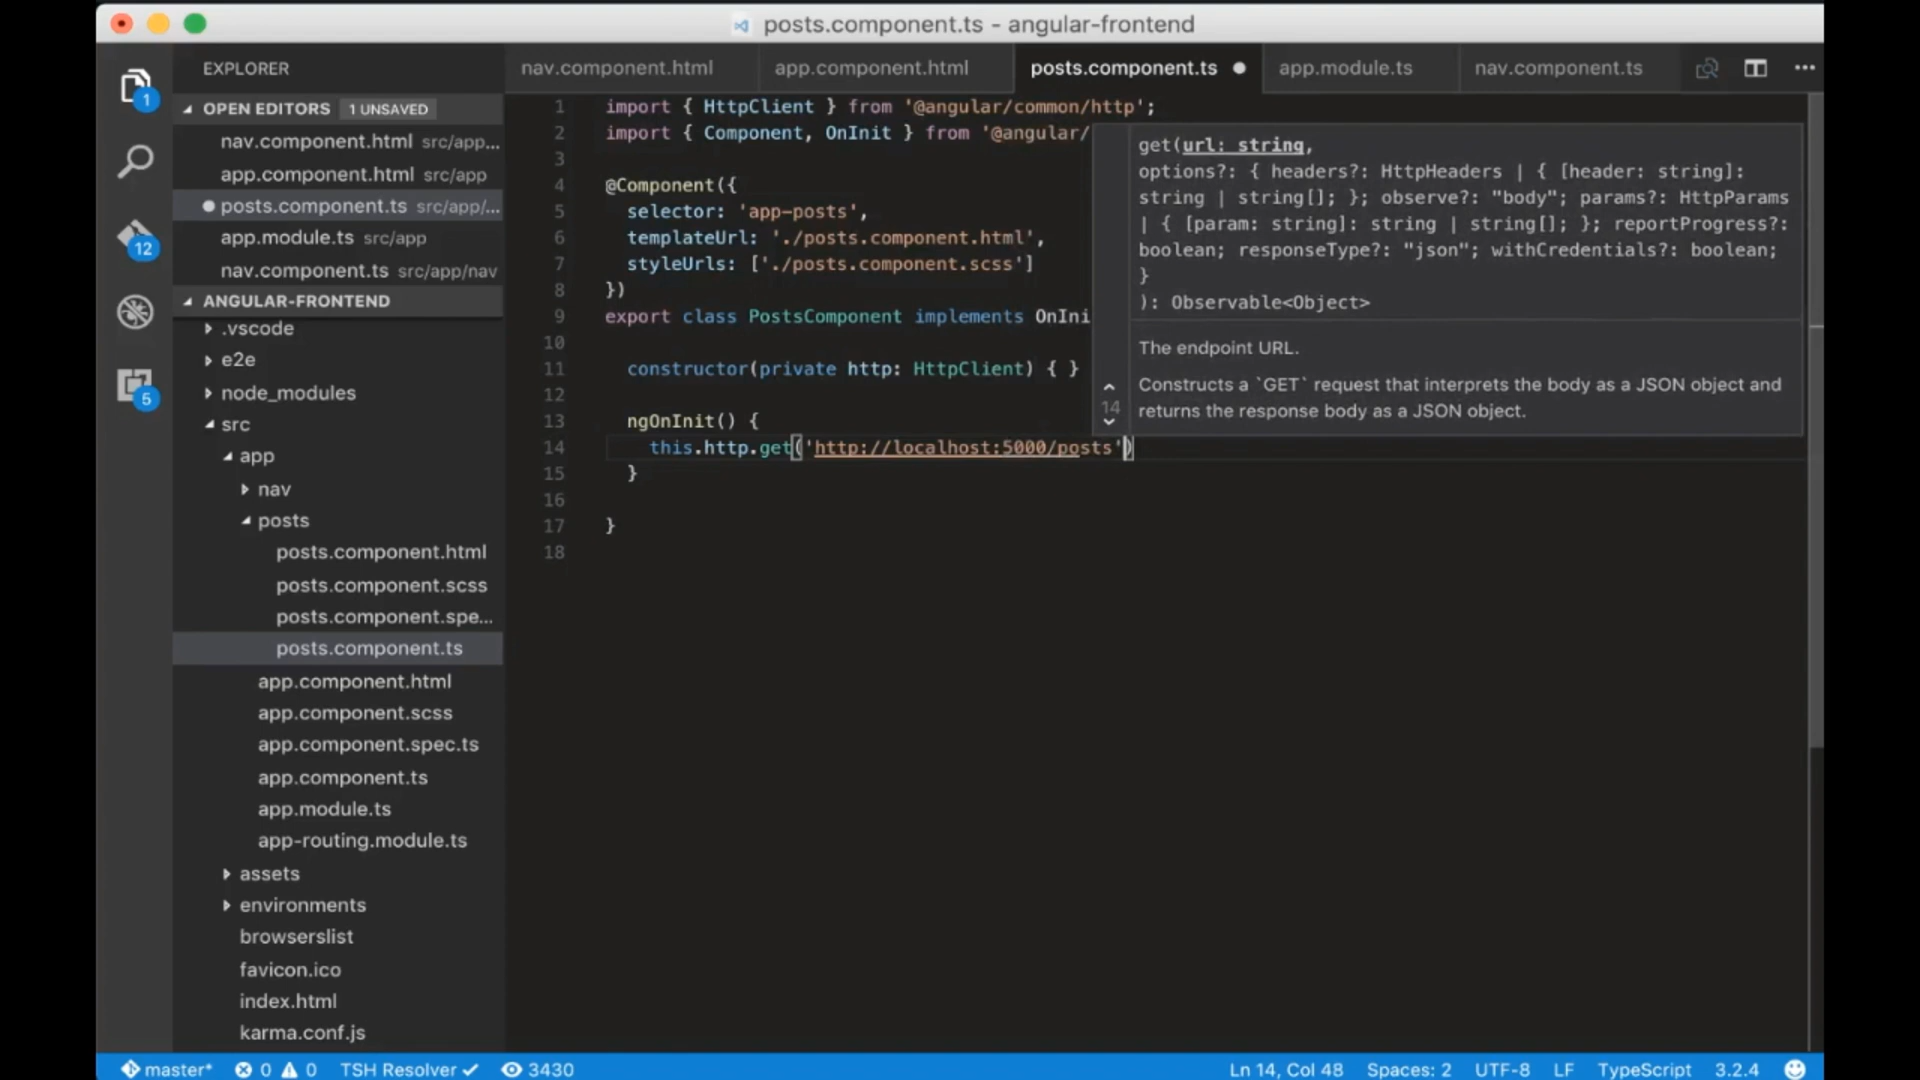 posts.component.ts - angular-frontend
EXPLORER
nav.component.html
app.component.html
posts.component.ts
app.module.ts
nav.component.ts
1
12
5
OPEN EDITORS 1 UNSAVED
nav.component.html src/app...
app.component.html src/app
posts.component.ts src/app/...
app.module.ts src/app
nav.component.ts src/app/nav
ANGULAR-FRONTEND
.vscode
e2e
node_modules
src
app
nav
posts
posts.component.html
posts.component.scss
posts.component.spe...
posts.component.ts
app.component.html
app.component.scss
app.component.spec.ts
app.component.ts
app.module.ts
app-routing.module.ts
assets
environments
browserslist
favicon.ico
index.html
karma.conf.js
1 import { HttpClient } from '@angular/common/http';
2 import { Component, OnInit } from '@angular/
3
4 @Component({
5 selector: 'app-posts',
6 templateUrl: './posts.component.html',
7 styleUrls: ['./posts.component.scss']
8 })
9 export class PostsComponent implements OnIni
10
11 constructor(private http: HttpClient) { }
12
13 ngOnInit() {
14 this.http.get('http://localhost:5000/posts')
15 }
16
17 }
18
get(url: string,
options?: { headers?: HttpHeaders | { [header: string]:
string | string[]; }; observe?: "body"; params?: HttpParams
| { [param: string]: string | string[]; }; reportProgress?:
boolean; responseType?: "json"; withCredentials?: boolean;
}
): Observable<Object>
The endpoint URL.
14
Constructs a `GET` request that interprets the body as a JSON object and
returns the response body as a JSON object.
master* 0 0 TSH Resolver ✓ 3430 Ln 14, Col 48 Spaces: 2 UTF-8 LF TypeScript 3.2.4